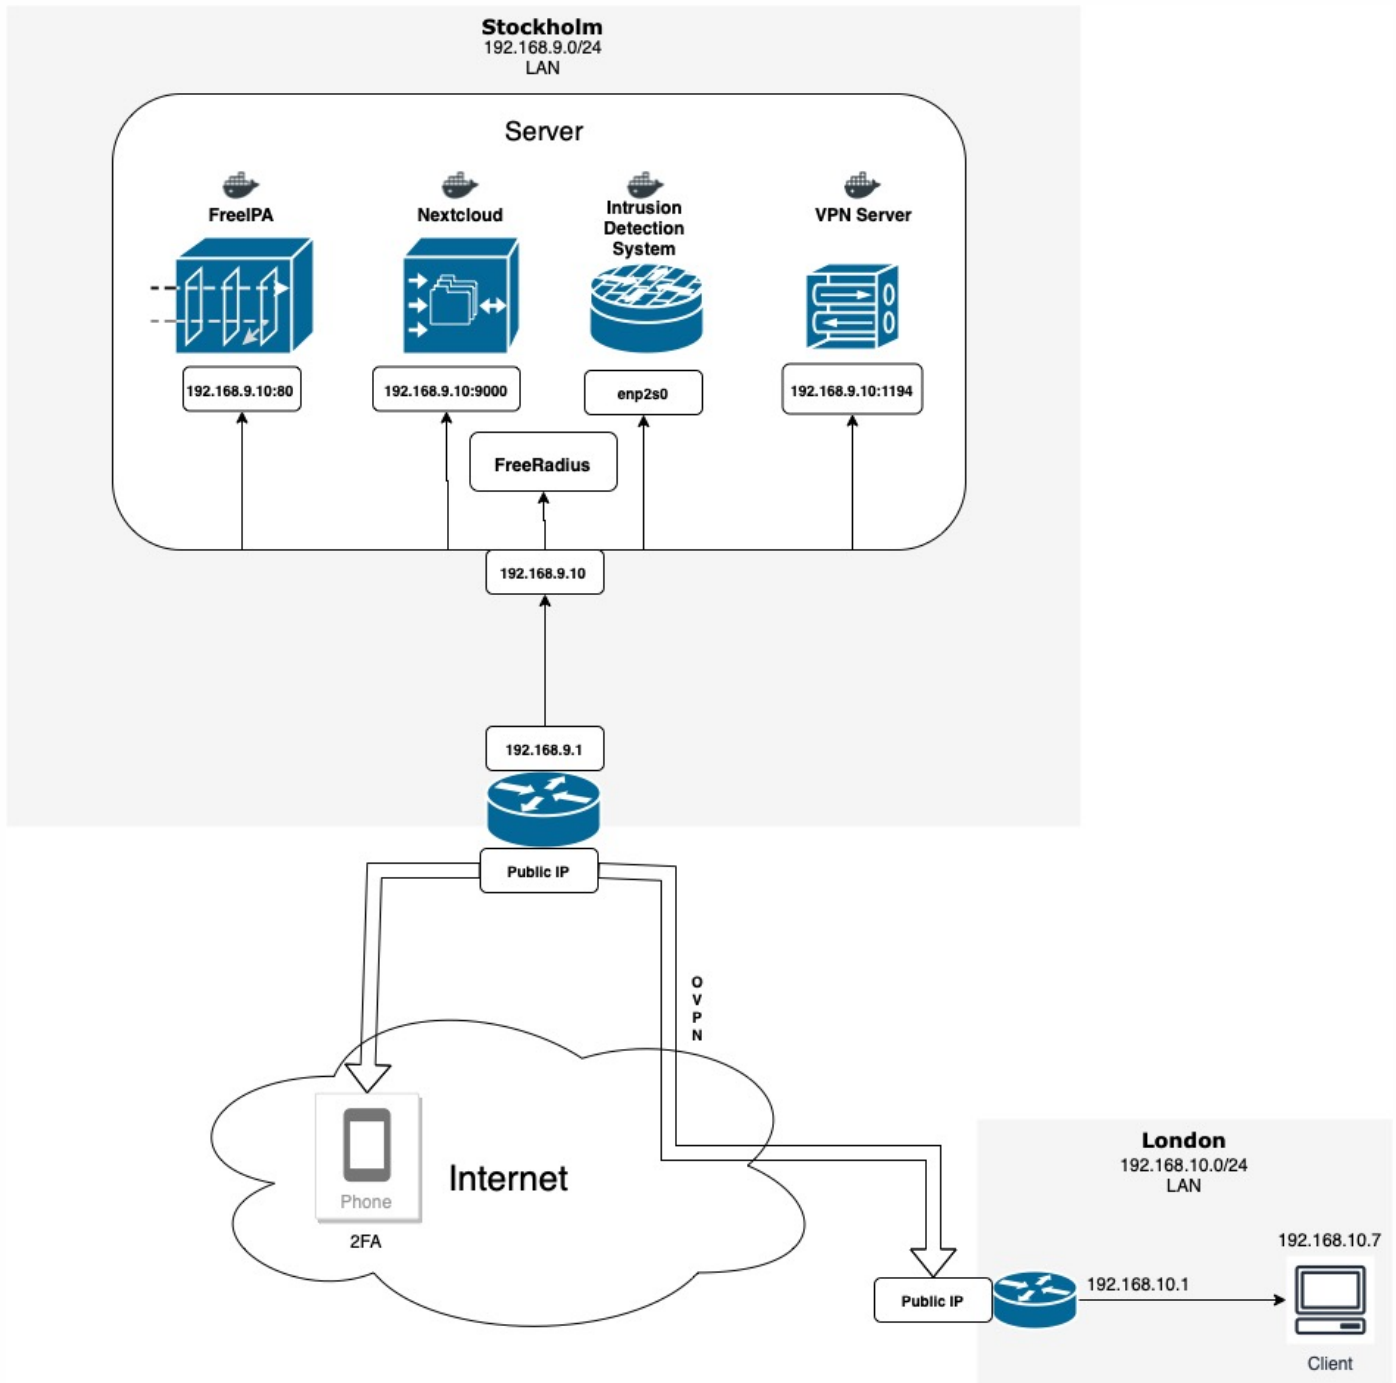 Stockholm
192.168.9.0/24
LAN
Server
FreeIPA
Nextcloud
Intrusion
Detection
System
VPN Server
192.168.9.10:80
192.168.9.10:9000
enp2s0
192.168.9.10:1194
FreeRadius
192.168.9.10
192.168.9.1
Public IP
O
V
P
N
Phone
2FA
Internet
London
192.168.10.0/24
LAN
192.168.10.7
192.168.10.1
Public IP
Client